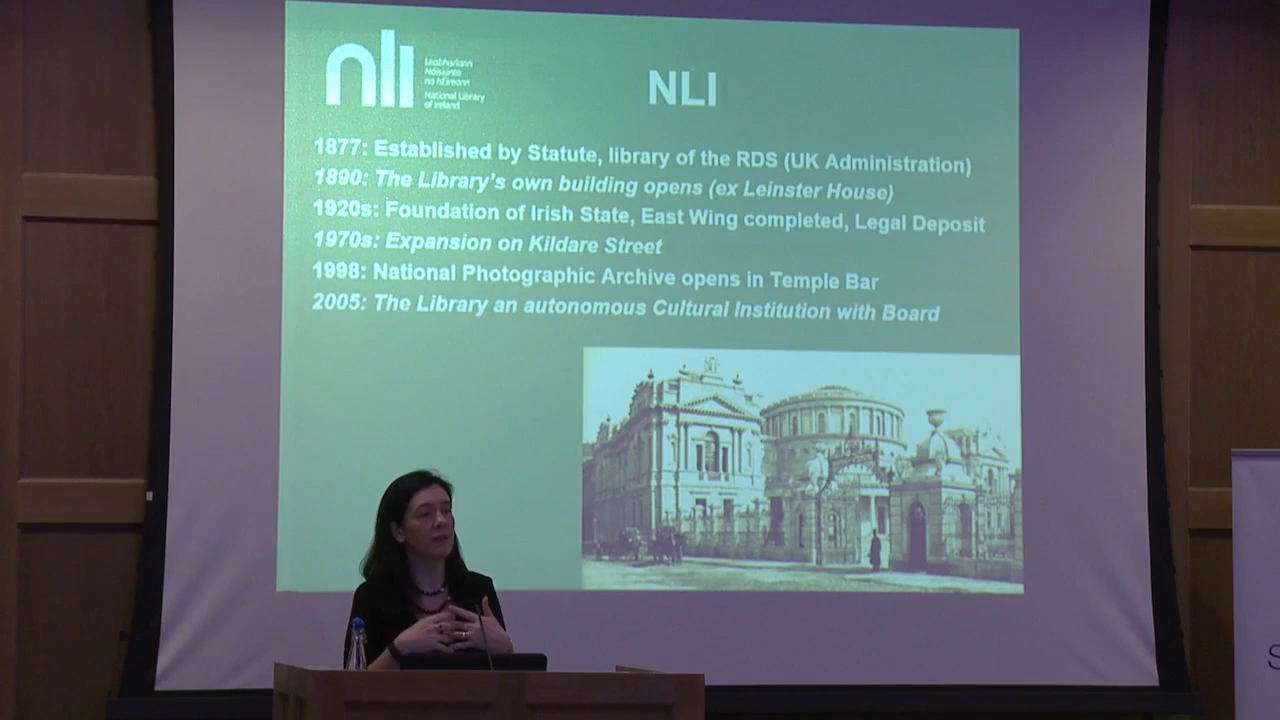 nli
Leabharlann
Náisiúnta
na hÉireann
National Library
of Ireland
NLI
1877: Established by Statute, library of the RDS (UK Administration)
1890: The Library's own building opens (ex Leinster House)
1920s: Foundation of Irish State, East Wing completed, Legal Deposit
1970s: Expansion on Kildare Street
1998: National Photographic Archive opens in Temple Bar
2005: The Library an autonomous Cultural Institution with Board
S